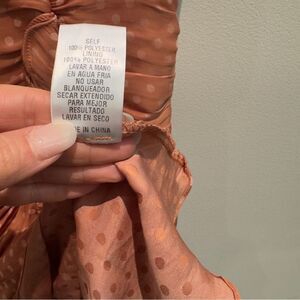 SELF
100% POLYESTER
LINING
100% POLYESTER
LAVAR A MANO
EN AGUA FRIA
NO USAR
BLANQUEADOR
SECAR EXTENDIDO
PARA MEJOR
RESULTADO
LAVAR EN SECO
MADE IN CHINA